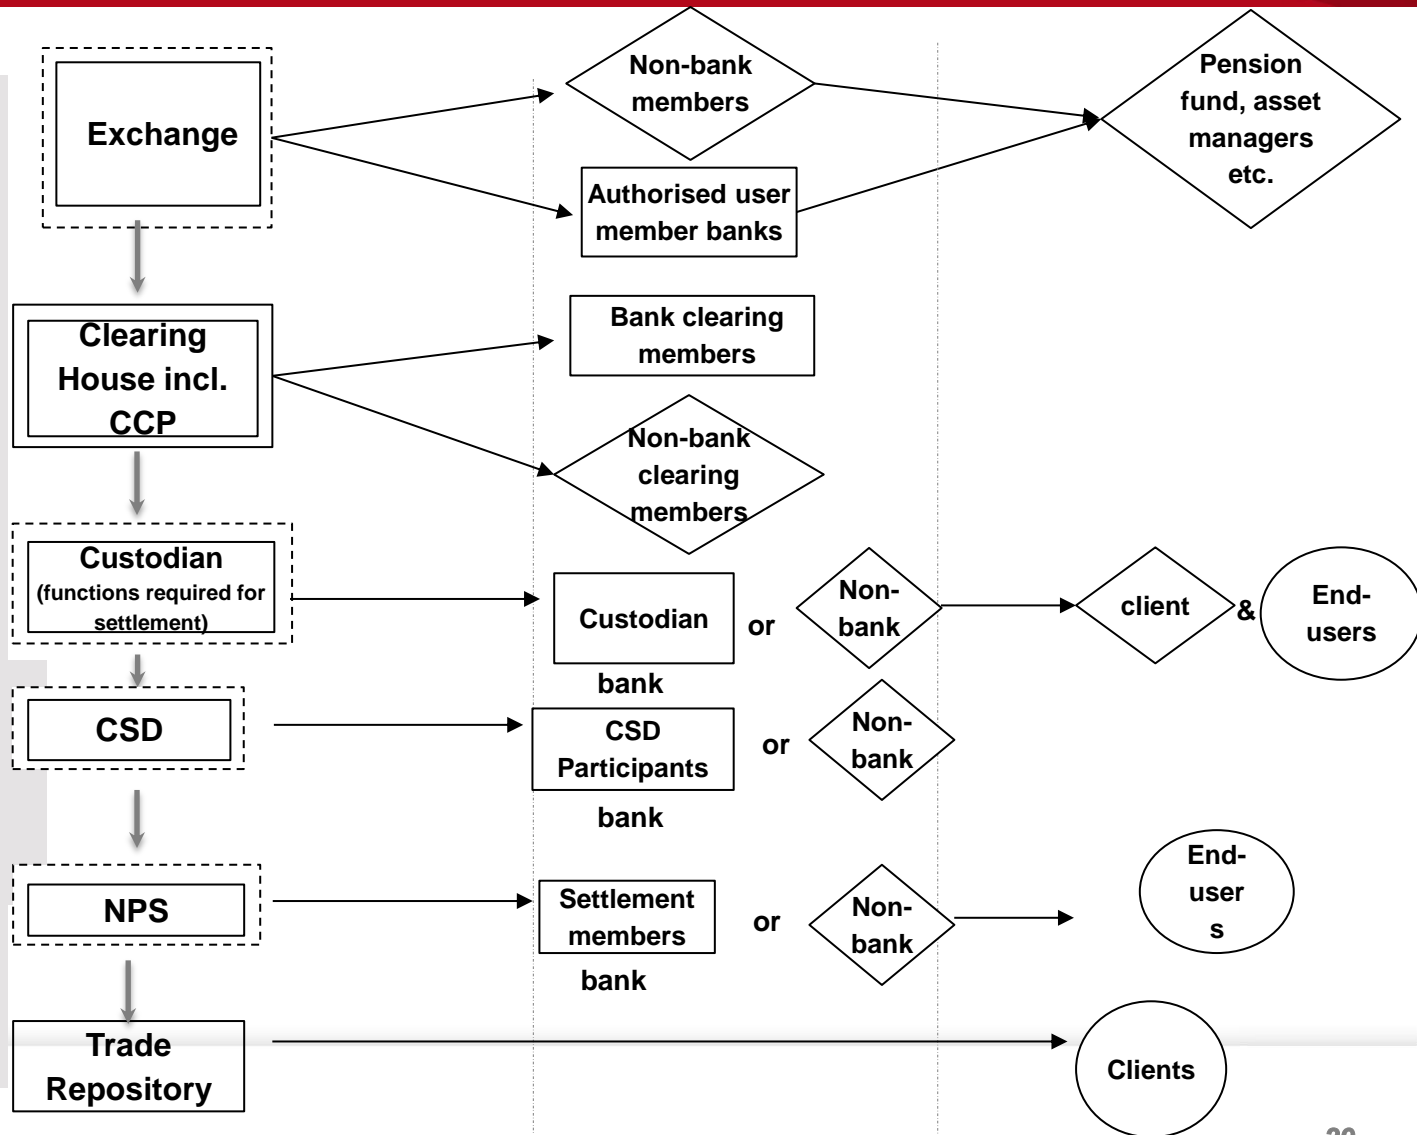 Exchange
Non-bank
members
Authorised user
member banks
Pension
fund, asset
managers
etc.
Clearing
House incl.
CCP
Bank clearing
members
Non-bank
clearing
members
Custodian
(functions required for
settlement)
Custodian
bank
or
Non-
bank
client
&
End-
users
CSD
CSD
Participants
bank
or
Non-
bank
NPS
Settlement
members
bank
or
Non-
bank
End-
user
s
Trade
Repository
Clients